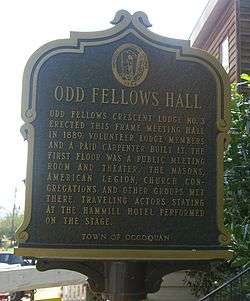 ODD FELLOWS HALL
ODD FELLOWS CRESCENT LODGE NO. 3
ERECTED THIS FRAME MEETING HALL
IN 1889. VOLUNTEER LODGE MEMBERS
AND A PAID CARPENTER BUILT IT. THE
FIRST FLOOR WAS A PUBLIC MEETING
ROOM AND THEATER. THE MASONS,
AMERICAN LEGION, CHURCH CON-
GREGATIONS AND OTHER GROUPS MET
THERE. TRAVELING ACTORS STAYING
AT THE HAMMILL HOTEL PERFORMED
ON THE STAGE.
TOWN OF OCCOQUAN